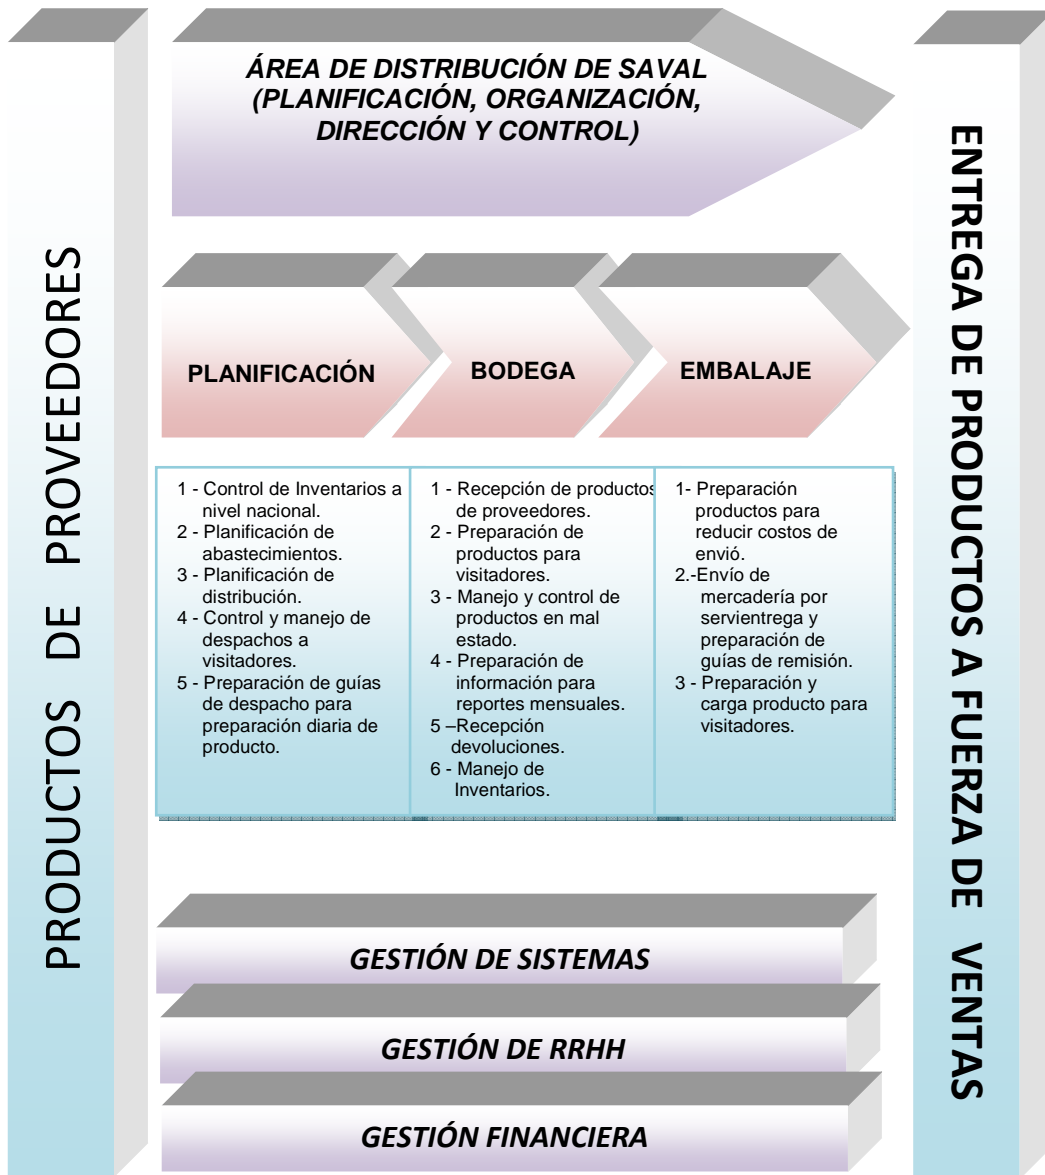 PRODUCTOS DE PROVEEDORES
ÁREA DE DISTRIBUCIÓN DE SAVAL
(PLANIFICACIÓN, ORGANIZACIÓN,
DIRECCIÓN Y CONTROL)
PLANIFICACIÓN
BODEGA
EMBALAJE
1 - Control de Inventarios a
nivel nacional.
2 - Planificación de
abastecimientos.
3 - Planificación de
distribución.
4 - Control y manejo de
despachos a
visitadores.
5 - Preparación de guías
de despacho para
preparación diaria de
producto.
1 - Recepción de productos
de proveedores.
2 - Preparación de
productos para
visitadores.
3 - Manejo y control de
productos en mal
estado.
4 - Preparación de
información para
reportes mensuales.
5 –Recepción
devoluciones.
6 - Manejo de
Inventarios.
1- Preparación
productos para
reducir costos de
envió.
2.-Envío de
mercadería por
servientrega y
preparación de
guías de remisión.
3 - Preparación y
carga producto para
visitadores.
GESTIÓN DE SISTEMAS
GESTIÓN DE RRHH
GESTIÓN FINANCIERA
ENTREGA DE PRODUCTOS A FUERZA DE VENTAS